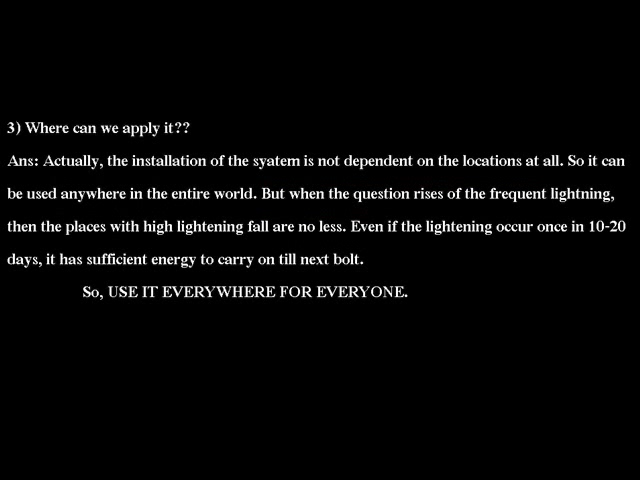 3) Where can we apply it??
Ans: Actually, the installation of the syatem is not dependent on the locations at all. So it can
be used anywhere in the entire world. But when the question rises of the frequent lightning,
then the places with high lightening fall are no less. Even if the lightening occur once in 10-20
days, it has sufficient energy to carry on till next bolt.
So, USE IT EVERYWHERE FOR EVERYONE.